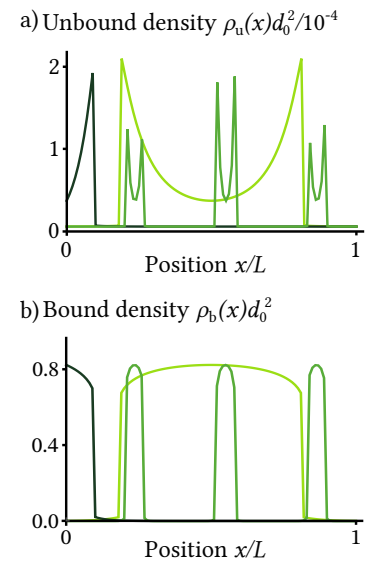 a) Unbound density ρᵤ(x)d₀²/10⁻⁴
2
1
0
0 1
Position x/L
b) Bound density ρ_b(x)d₀²
0.8
0.4
0.0
0 1
Position x/L